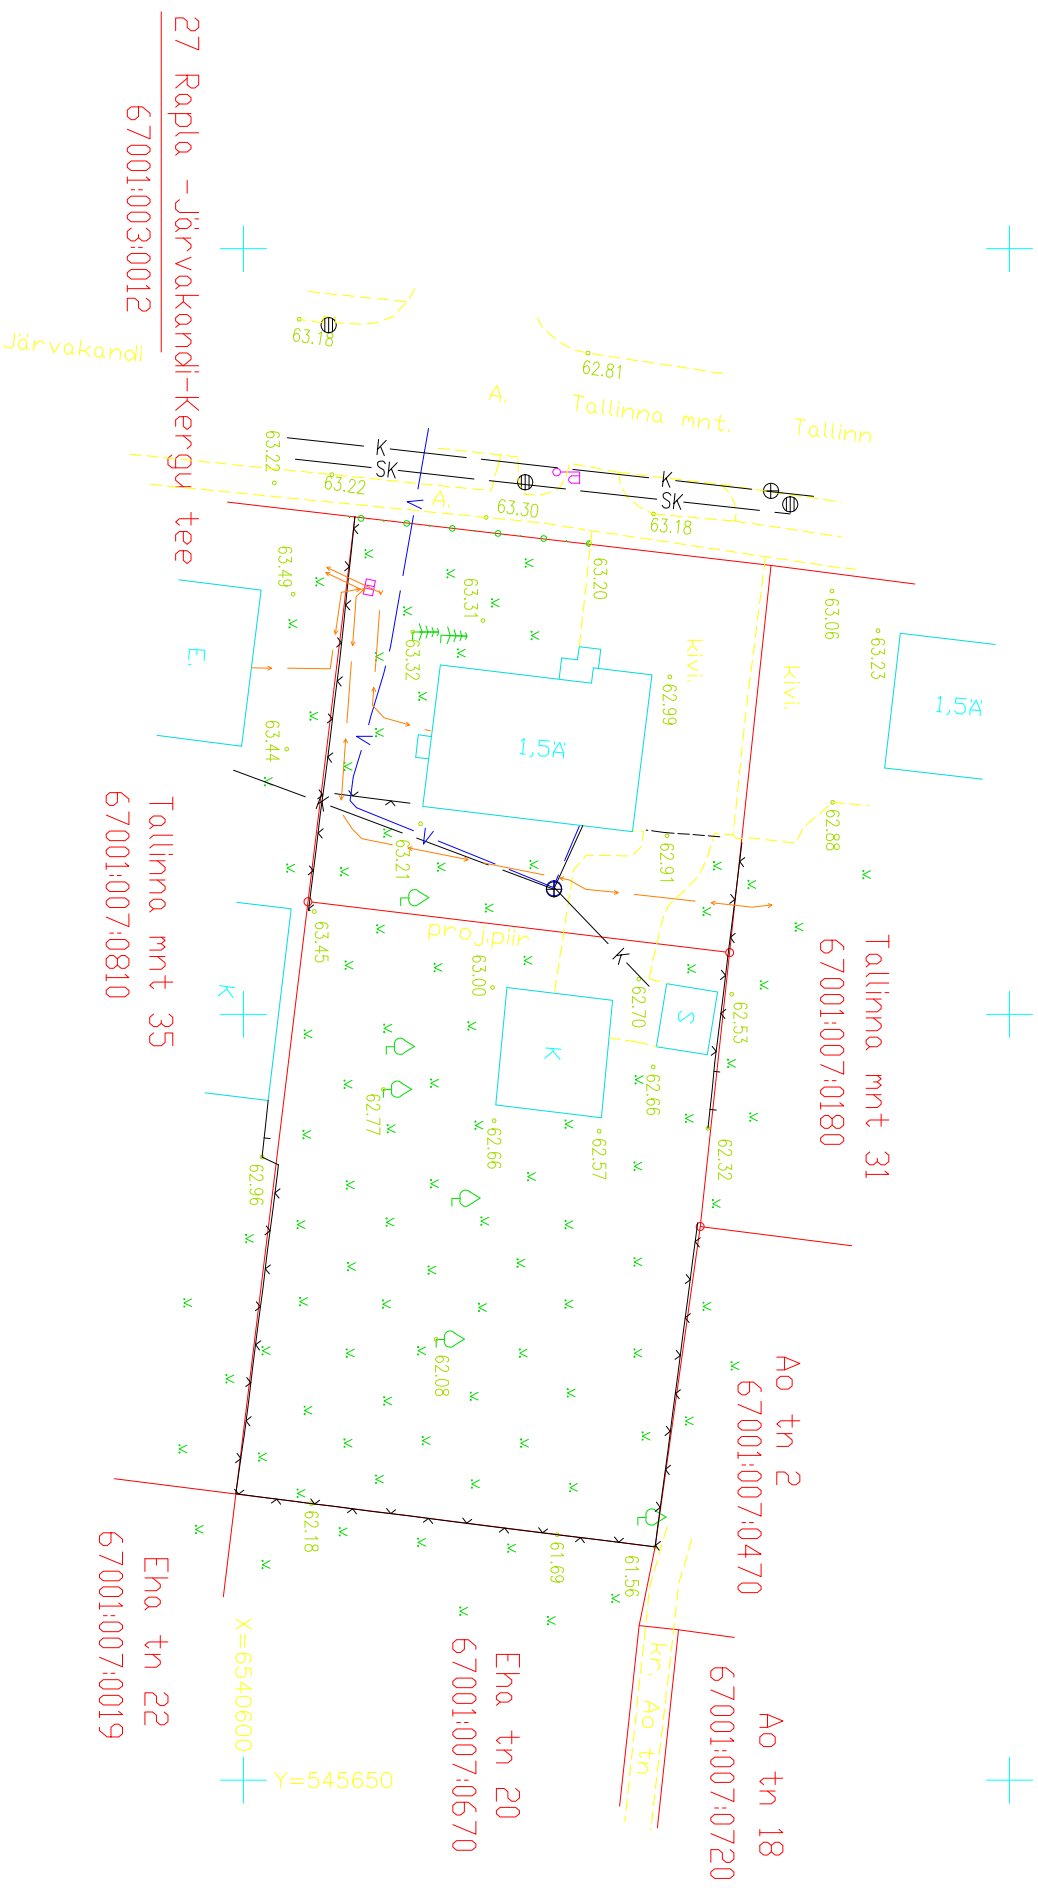 27 Rapla -Järvakandi-Kergu tee
67001:003:0012
Järvakandi
63.18
62.81
A.
Tallinna mnt.
Tallinn
K
SK
K
SK
V
A.
63.22
63.22
63.30
63.18
63.20
63.06
63.23
63.49
63.31
63.32
62.99
kivi.
kivi.
1,5Ä
1,5Ä
E.
63.44
V
V
62.88
62.91
63.21
63.45
proj.piir
K
63.00
62.70
62.53
S
K
K
62.66
62.77
62.66
62.57
62.32
62.96
62.08
62.18
61.69
61.56
Tallinna mnt 35
67001:007:0810
Tallinna mnt 31
67001:007:0180
Ao tn 2
67001:007:0470
Ao tn 18
67001:007:0720
Kr. Ao tn
Eha tn 20
67001:007:0670
Eha tn 22
67001:007:0019
X=6540600
Y=545650